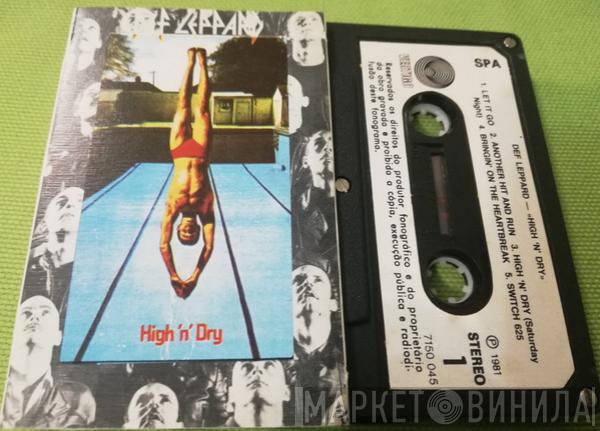 DEF LEPPARD
High 'n' Dry
SPA
VERTIGO
DEF LEPPARD — «HIGH 'N' DRY»
1. LET IT GO 2. ANOTHER HIT AND RUN 3. HIGH 'N' DRY (Saturday
Night) 4. BRINGIN' ON THE HEARTBREAK 5. SWITCH 625
Reservados os direitos do produtor fonográfico e do proprietário
da obra gravada e proibida a cópia, execução pública e radiodi-
fusão deste fonograma.
7150 045
STEREO
1
℗ 1981
МАРКЕТ ВИНИЛА